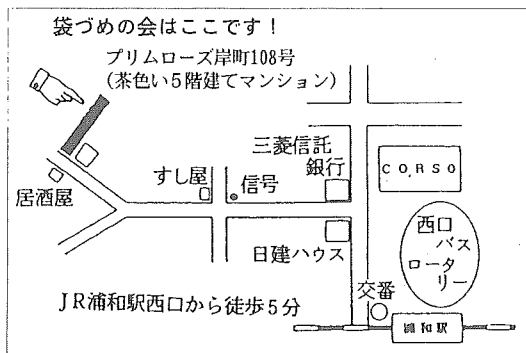 袋づめの会はここです！
プリムローズ岸町108号
(茶色い5階建てマンション)
三菱信託
銀行
CORSO
すし屋
信号
居酒屋
西口
バス
ロータ
リー
日建ハウス
交番
JR浦和駅西口から徒歩5分
浦和駅